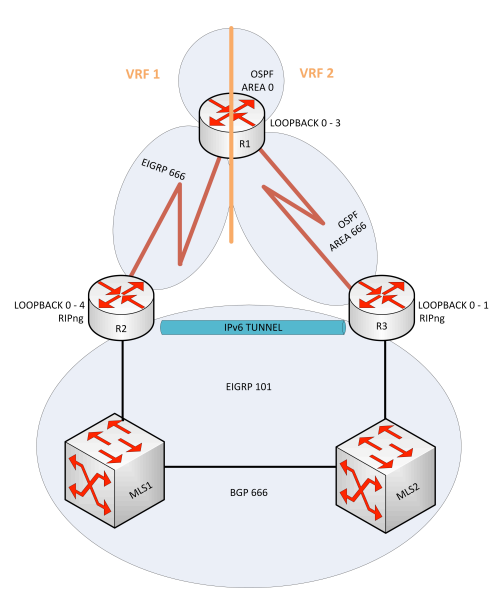 VRF 1
VRF 2
OSPF
AREA 0
LOOPBACK 0 - 3
R1
EIGRP 666
OSPF
AREA 666
LOOPBACK 0 - 4
RIPng
R2
IPv6 TUNNEL
R3
LOOPBACK 0 - 1
RIPng
EIGRP 101
MLS1
BGP 666
MLS2